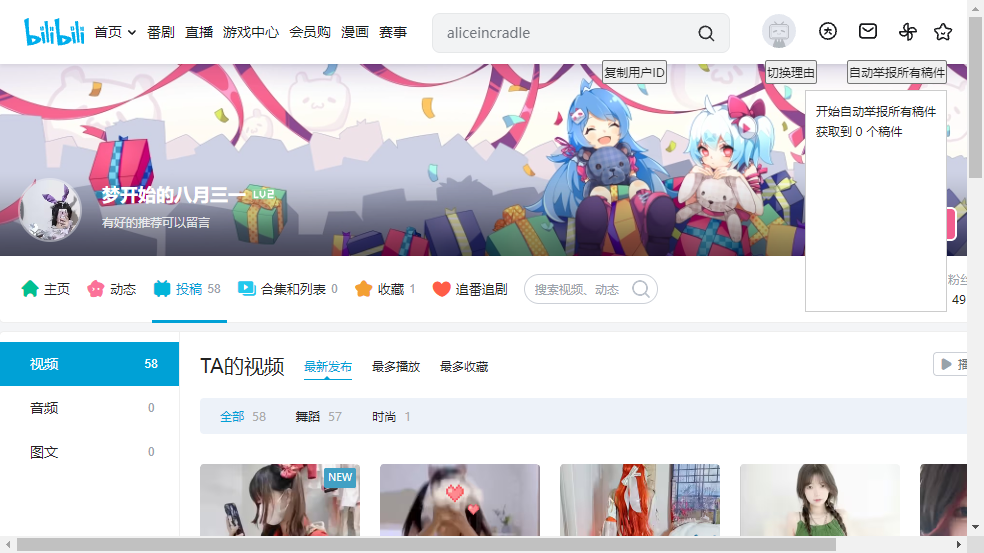 bilibili 首页 番剧 直播 游戏中心 会员购 漫画 赛事 aliceincradle
复制用户ID 切换理由 自动举报所有稿件
开始自动举报所有稿件
获取到 0 个稿件
梦开始的八月三一 LV2
有好的推荐可以留言
主页 动态 投稿 58 合集和列表 0 收藏 1 追番追剧 搜索视频、动态 粉丝
49
视频 58
音频 0
图文 0
TA的视频 最新发布 最多播放 最多收藏 播
全部 58 舞蹈 57 时尚 1
NEW